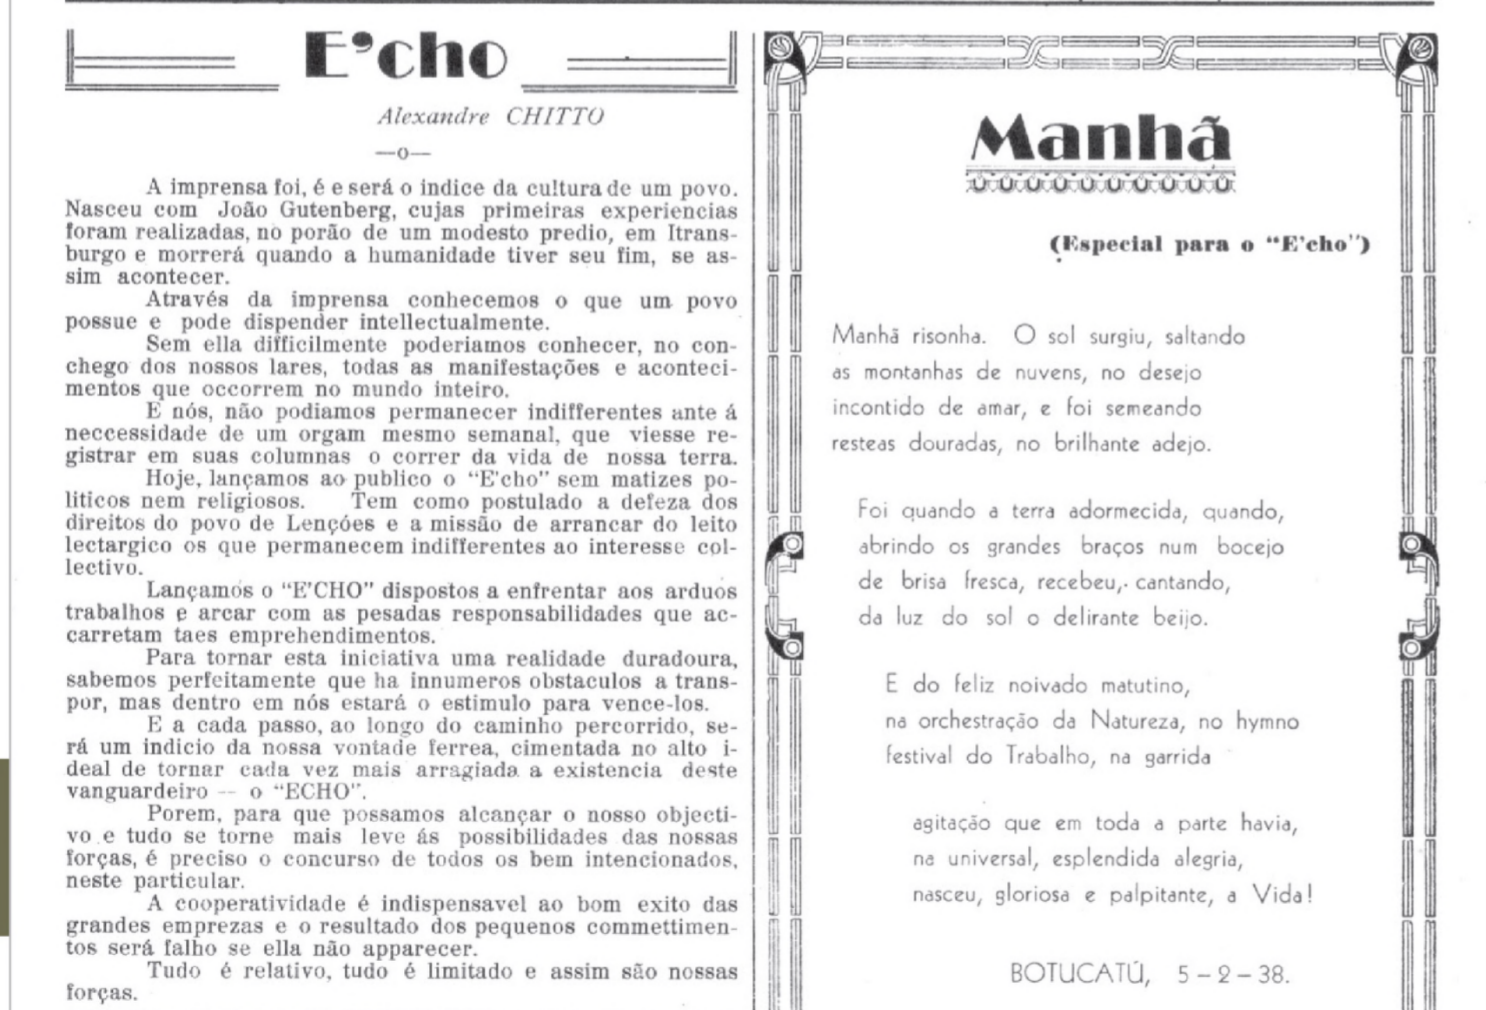 E'cho
Alexandre CHITTO
—o—
A imprensa foi, é e será o indice da cultura de um povo.
Nasceu com João Gutenberg, cujas primeiras experiencias
foram realizadas, no porão de um modesto predio, em Itrans-
burgo e morrerá quando a humanidade tiver seu fim, se as-
sim acontecer.
Através da imprensa conhecemos o que um povo
possue e pode dispender intellectualmente.
Sem ella difficilmente poderiamos conhecer, no con-
chego dos nossos lares, todas as manifestações e aconteci-
mentos que occorrem no mundo inteiro.
E nós, não podiamos permanecer indifferentes ante á
neccessidade de um orgam mesmo semanal, que viesse re-
gistrar em suas columnas o correr da vida de nossa terra.
Hoje, lançamos ao publico o "E'cho" sem matizes po-
liticos nem religiosos. Tem como postulado a defeza dos
direitos do povo de Lençóes e a missão de arrancar do leito
lectargico os que permanecem indifferentes ao interesse col-
lectivo.
Lançamos o "E'CHO" dispostos a enfrentar aos arduos
trabalhos e arcar com as pesadas responsabilidades que ac-
carretam taes emprehendimentos.
Para tornar esta iniciativa uma realidade duradoura,
sabemos perfeitamente que ha innumeros obstaculos a trans-
por, mas dentro em nós estará o estimulo para vence-los.
E a cada passo, ao longo do caminho percorrido, se-
rá um indicio da nossa vontade ferrea, cimentada no alto i-
deal de tornar cada vez mais arragiada a existencia deste
vanguardeiro — o "ECHO".
Porem, para que possamos alcançar o nosso objecti-
vo e tudo se torne mais leve ás possibilidades das nossas
forças, é preciso o concurso de todos os bem intencionados,
neste particular.
A cooperatividade é indispensavel ao bom exito das
grandes emprezas e o resultado dos pequenos commettimen-
tos será falho se ella não apparecer.
Tudo é relativo, tudo é limitado e assim são nossas
forças.
Manhã
(Especial para o "E'cho")
Manhã risonha. O sol surgiu, saltando
as montanhas de nuvens, no desejo
incontido de amar, e foi semeando
resteas douradas, no brilhante adejo.
Foi quando a terra adormecida, quando,
abrindo os grandes braços num bocejo
de brisa fresca, recebeu, cantando,
da luz do sol o delirante beijo.
E do feliz noivado matutino,
na orchestração da Natureza, no hymno
festival do Trabalho, na garrida
agitação que em toda a parte havia,
na universal, esplendida alegria,
nasceu, gloriosa e palpitante, a Vida!
BOTUCATÚ, 5-2-38.